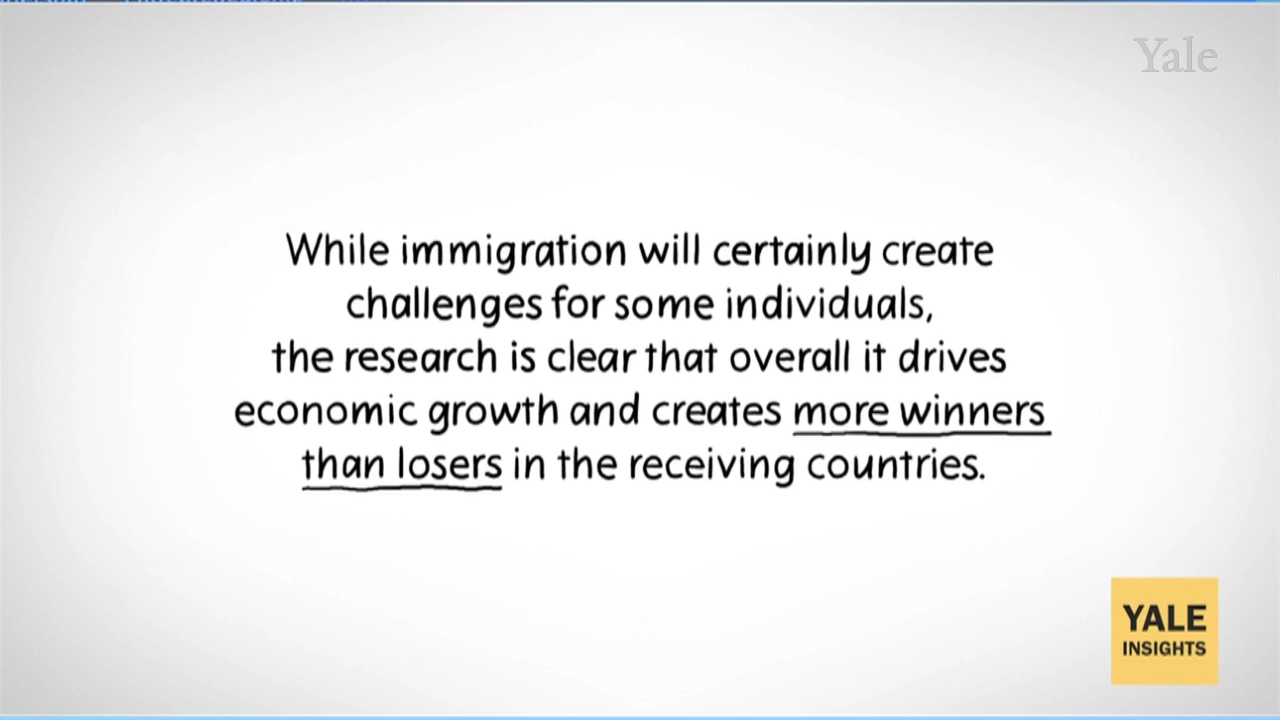 Yale
While immigration will certainly create
challenges for some individuals,
the research is clear that overall it drives
economic growth and creates more winners
than losers in the receiving countries.
YALE
INSIGHTS